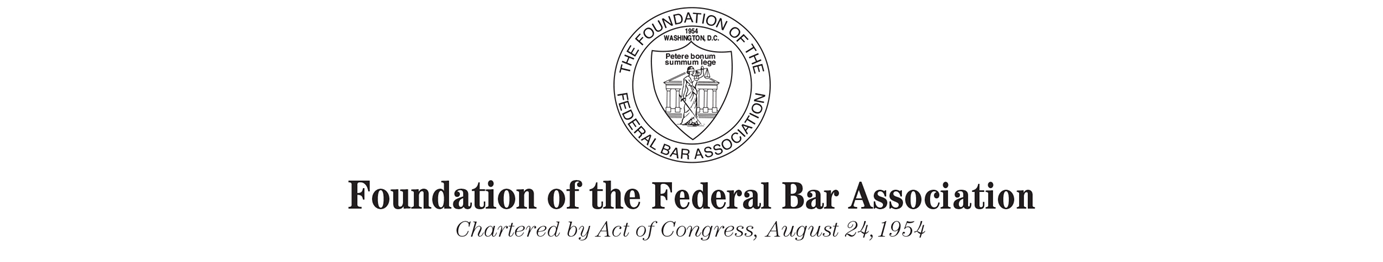 THE FOUNDATION OF THE
1954
WASHINGTON, D.C.
Petere bonum
summum lege
FEDERAL BAR ASSOCIATION
Foundation of the Federal Bar Association
Chartered by Act of Congress, August 24,1954